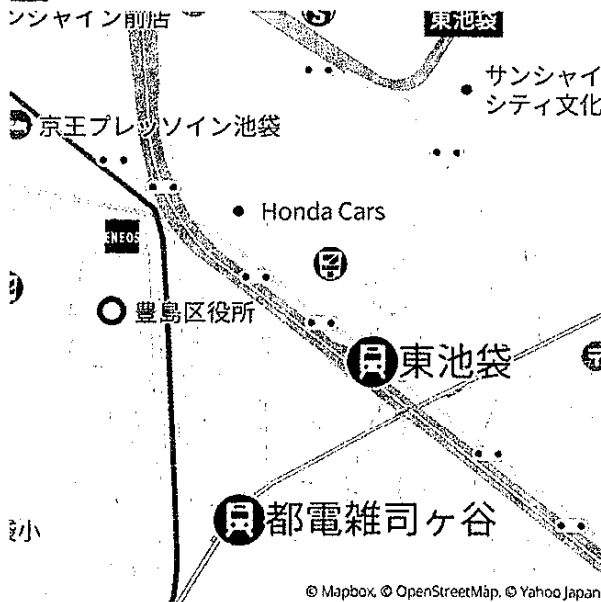 ンシャイン前店
東池袋
サンシャイ
シティ文化
京王プレッソイン池袋
Honda Cars
ENEOS
豊島区役所
東池袋
都電雑司ヶ谷
小
© Mapbox, © OpenStreetMap, © Yahoo Japan